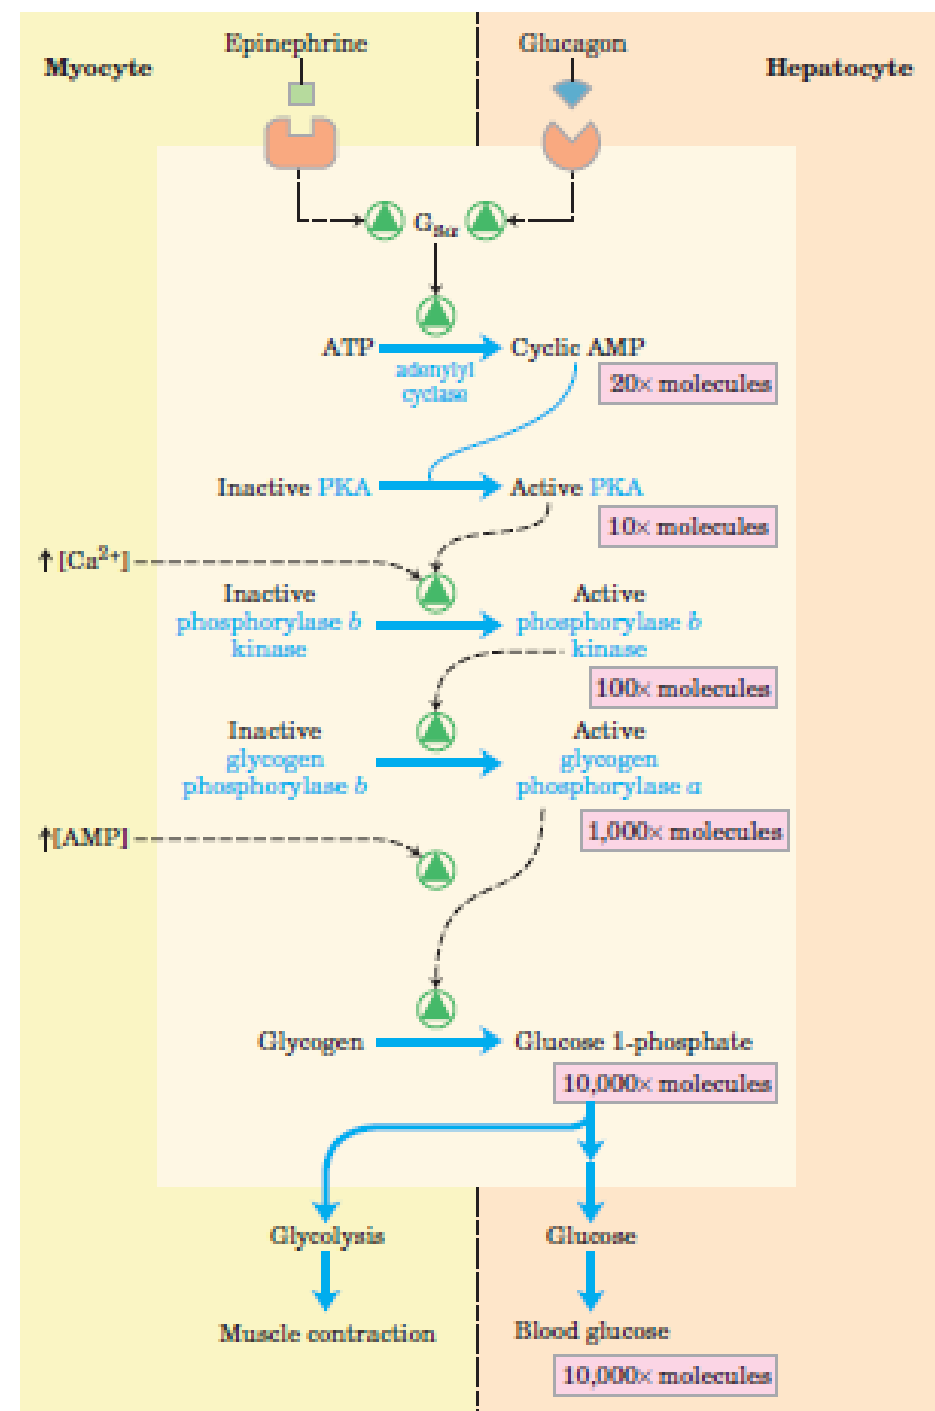 Epinephrine
Glucagon
Myocyte
Hepatocyte
Gsα
ATP
Cyclic AMP
adenylyl
cyclase
20× molecules
Inactive PKA
Active PKA
10× molecules
↑[Ca2+]
Inactive
phosphorylase b
kinase
Active
phosphorylase b
kinase
100× molecules
Inactive
glycogen
phosphorylase b
Active
glycogen
phosphorylase a
1,000× molecules
↑[AMP]
Glycogen
Glucose 1-phosphate
10,000× molecules
Glycolysis
Glucose
Muscle contraction
Blood glucose
10,000× molecules